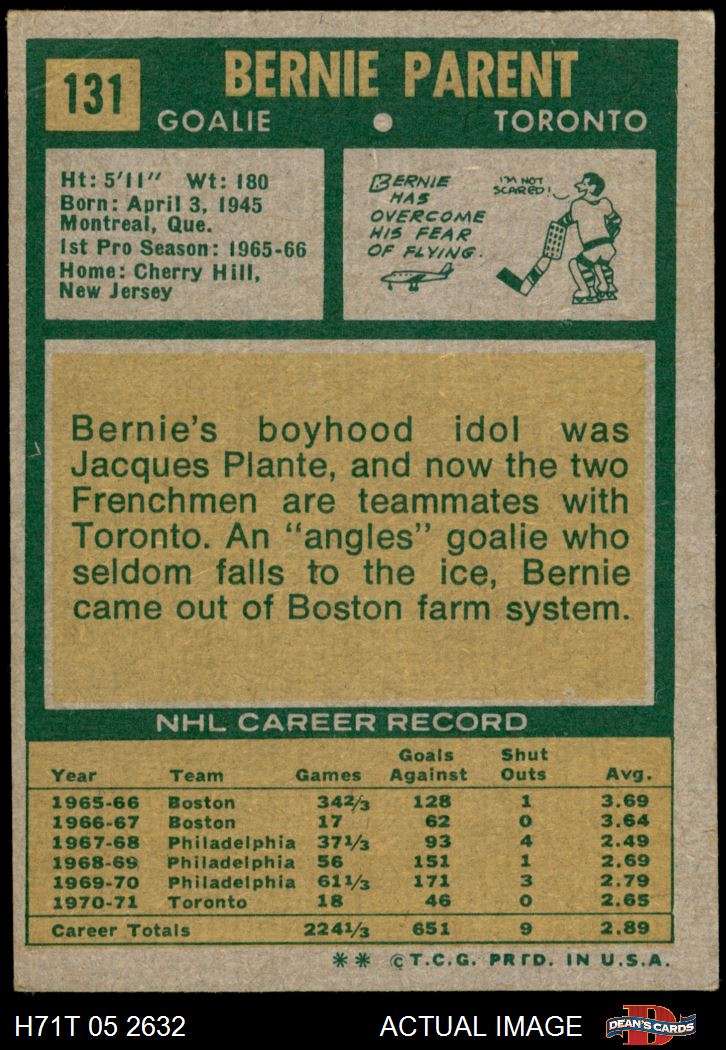 131
BERNIE PARENT
GOALIE
TORONTO
Ht: 5'11" Wt: 180
Born: April 3, 1945
Montreal, Que.
1st Pro Season: 1965-66
Home: Cherry Hill,
New Jersey
BERNIE
HAS
OVERCOME
HIS FEAR
OF FLYING.
I'M NOT
SCARED!
Bernie's boyhood idol was
Jacques Plante, and now the two
Frenchmen are teammates with
Toronto. An "angles" goalie who
seldom falls to the ice, Bernie
came out of Boston farm system.
NHL CAREER RECORD
Goals Shut
Year Team Games Against Outs Avg.
1965-66 Boston 342/3 128 1 3.69
1966-67 Boston 17 62 0 3.64
1967-68 Philadelphia 371/3 93 4 2.49
1968-69 Philadelphia 56 151 1 2.69
1969-70 Philadelphia 611/3 171 3 2.79
1970-71 Toronto 18 46 0 2.65
Career Totals 2241/3 651 9 2.89
** © T.C.G. PRTD. IN U.S.A.
H71T 05 2632 ACTUAL IMAGE
DEAN'S CARDS